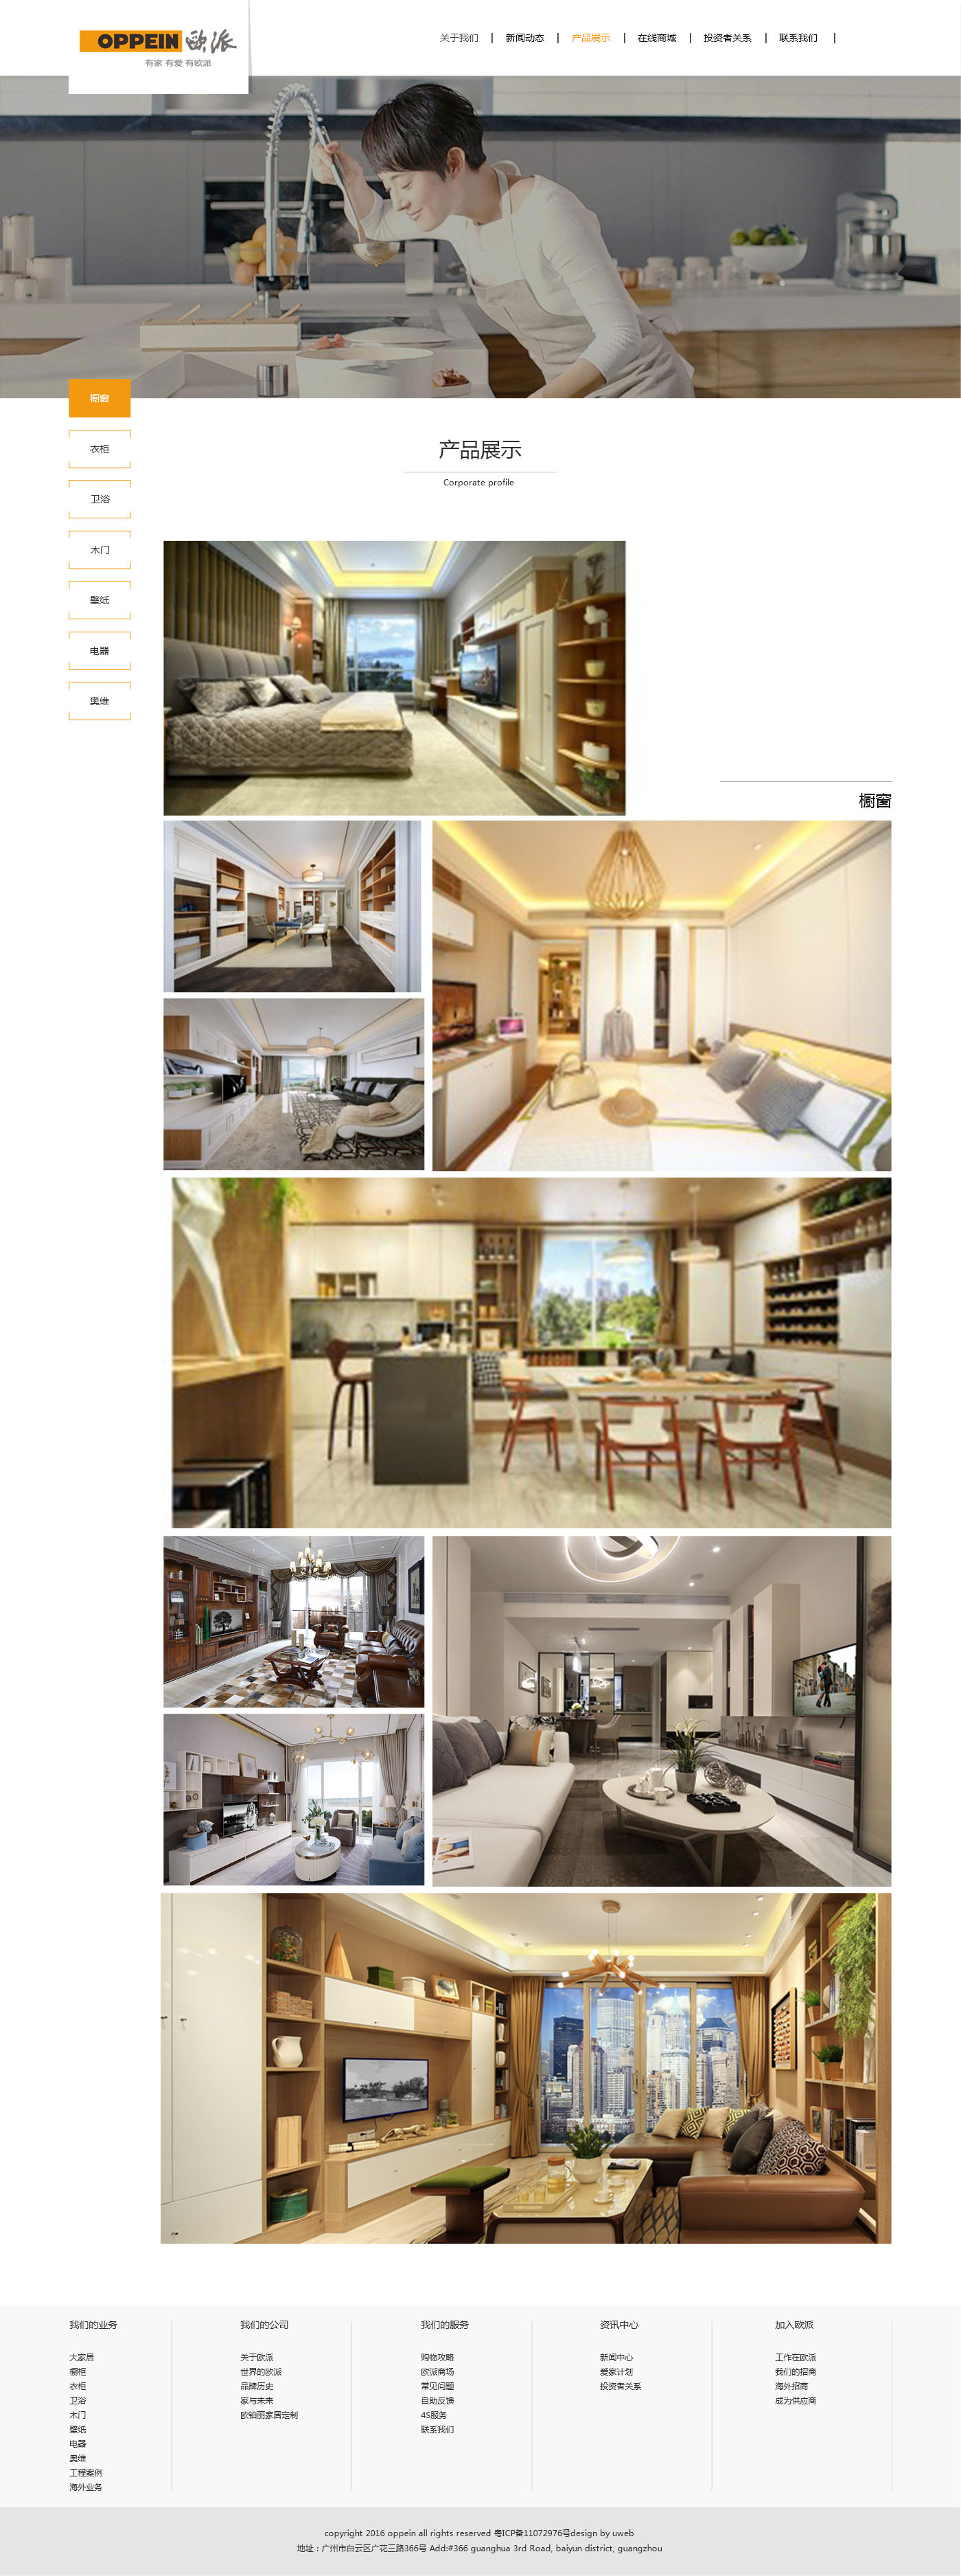 OPPEIN 欧派
有家 有爱 有欧派
关于我们 | 新闻动态 | 产品展示 | 在线商城 | 投资者关系 | 联系我们 |
橱窗
衣柜
卫浴
木门
壁纸
电器
奥维
产品展示
Corporate profile
橱窗
我们的业务
大家居
橱柜
衣柜
卫浴
木门
壁纸
电器
奥维
工程案例
海外业务
我们的公司
关于欧派
世界的欧派
品牌历史
家与未来
欧铂丽家居定制
我们的服务
购物攻略
欧派商场
常见问题
自助反馈
4S服务
联系我们
资讯中心
新闻中心
爱家计划
投资者关系
加入欧派
工作在欧派
我们的招商
海外招商
成为供应商
copyright 2016 oppein all rights reserved 粤ICP备11072976号design by uweb
地址：广州市白云区广花三路366号 Add:#366 guanghua 3rd Road, baiyun district, guangzhou